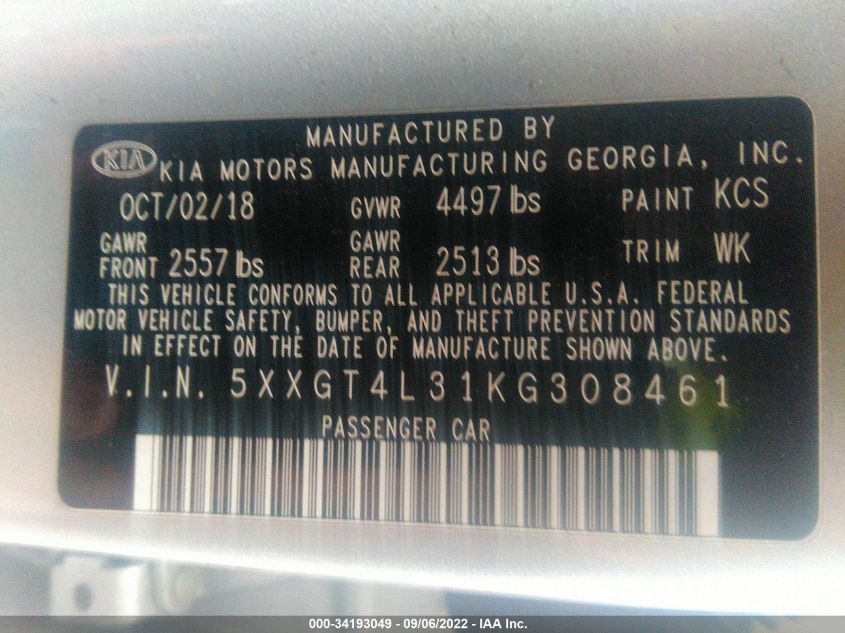 MANUFACTURED BY
KIA KIA MOTORS MANUFACTURING GEORGIA, INC.
OCT/02/18 GVWR 4497 lbs PAINT KCS
GAWR FRONT 2557 lbs GAWR REAR 2513 lbs TRIM WK
THIS VEHICLE CONFORMS TO ALL APPLICABLE U.S.A. FEDERAL
MOTOR VEHICLE SAFETY, BUMPER, AND THEFT PREVENTION STANDARDS
IN EFFECT ON THE DATE OF MANUFACTURE SHOWN ABOVE.
V.I.N. 5XXGT4L31KG308461
PASSENGER CAR
000-34193049 - 09/06/2022 - IAA Inc.